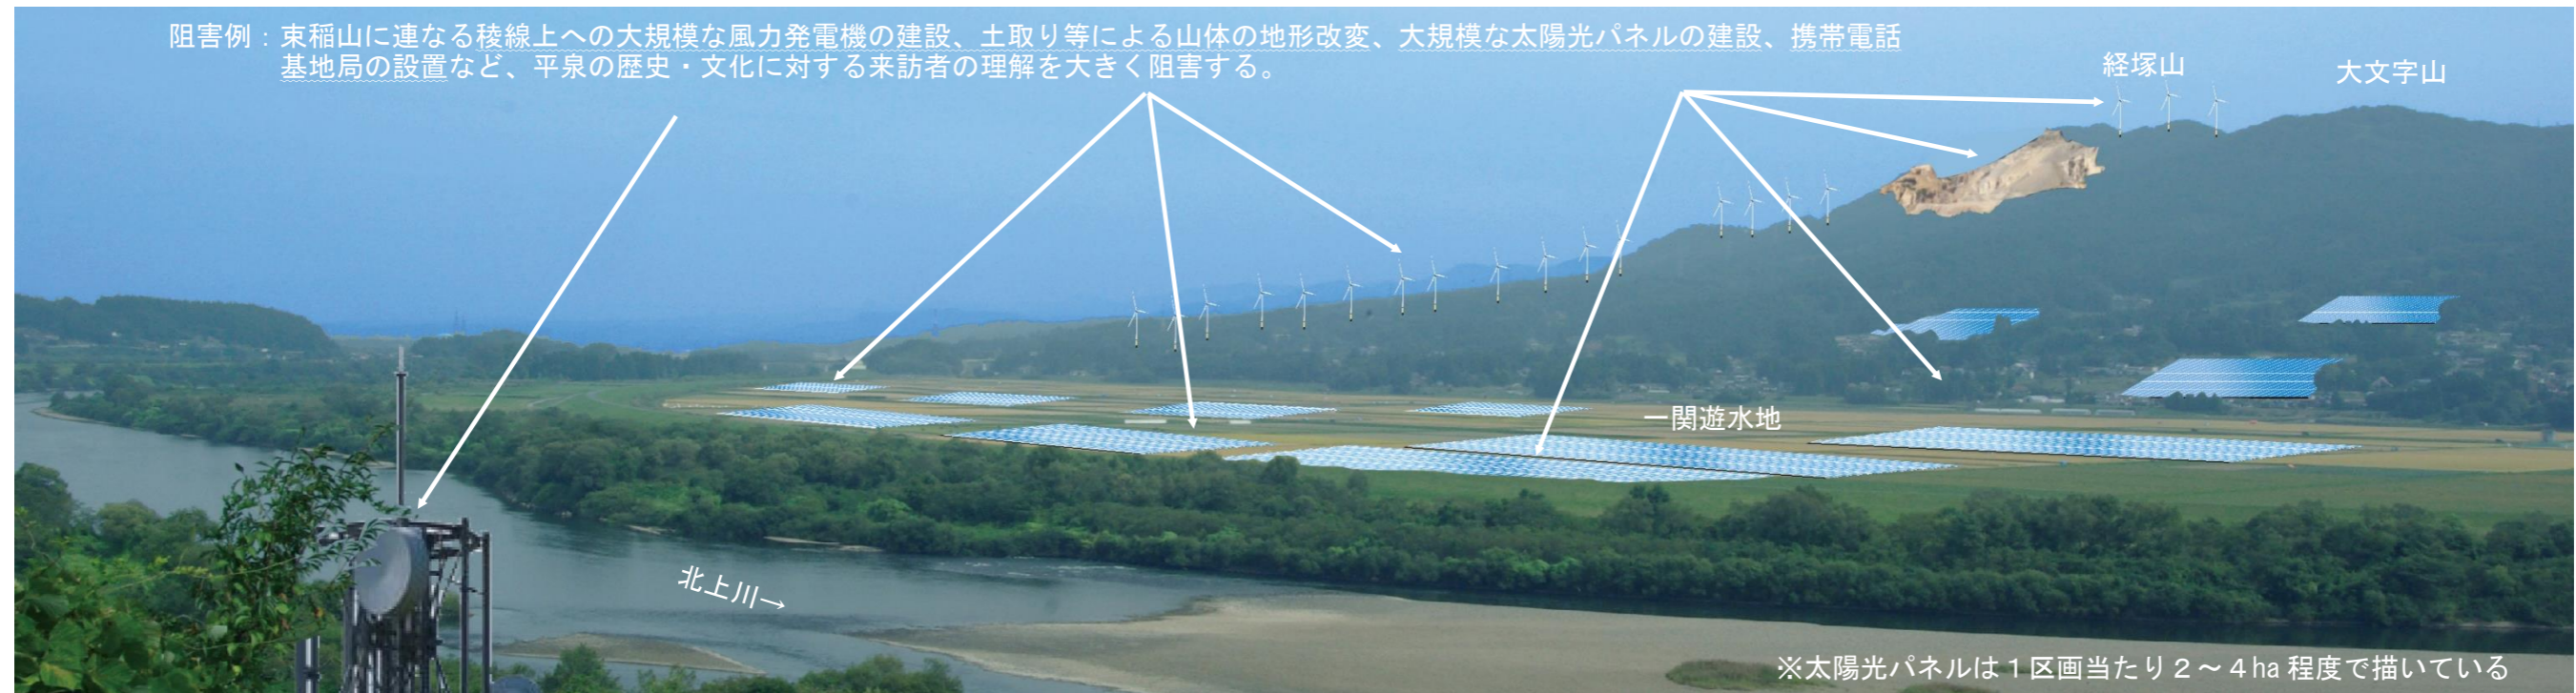 阻害例：束稲山に連なる稜線上への大規模な風力発電機の建設、土取り等による山体の地形改変、大規模な太陽光パネルの建設、携帯電話
基地局の設置など、平泉の歴史・文化に対する来訪者の理解を大きく阻害する。
経塚山
大文字山
一関遊水地
北上川→
※太陽光パネルは１区画当たり２～４ha 程度で描いている